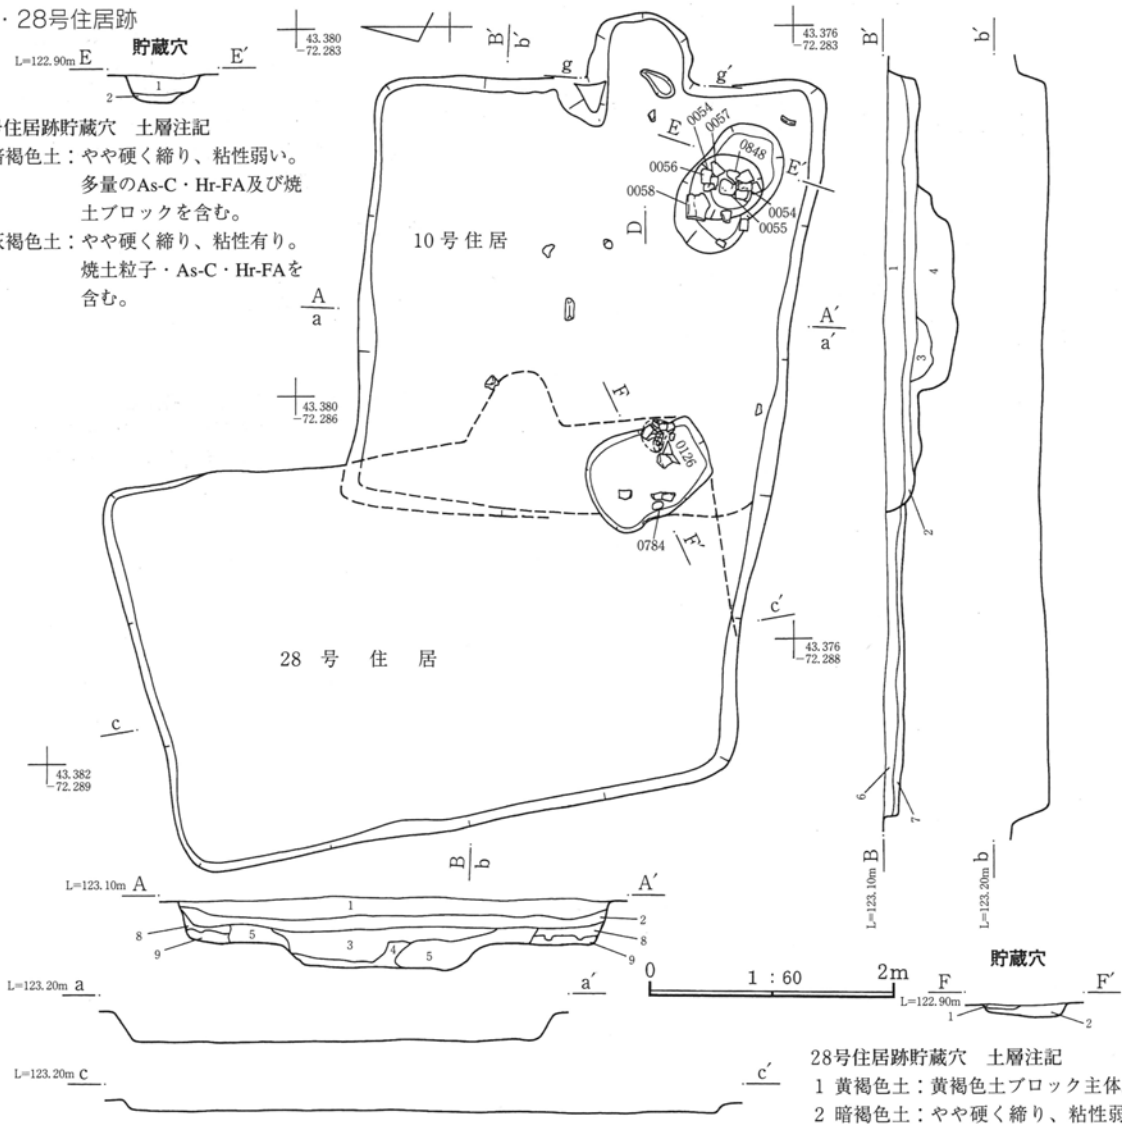 ・28号住居跡
貯蔵穴
L=122.90m E E′
1
2
号住居跡貯蔵穴 土層注記
暗褐色土：やや硬く締り、粘性弱い。
多量のAs-C・Hr-FA及び焼
土ブロックを含む。
灰褐色土：やや硬く締り、粘性有り。
焼土粒子・As-C・Hr-FAを
含む。
43.380
-72.283
B′
b′
43.376
-72.283
g g′
E E′
0054
0057
0848
0056
0058
0054
0055
D
10号住居
A
a
A′
a′
43.380
-72.286
F
0126
0784
F′
c′
43.376
-72.288
28 号 住 居
c
43.382
-72.289
B
b
B′
1
4
3
2
6
7
L=123.10m B
b′
L=123.20m b
L=123.10m A A′
1
2
8 5 3 4 5 8
9 9
L=123.20m a a′
L=123.20m c c′
0 1：60 2m
貯蔵穴
F F′
L=122.90m
1 2
28号住居跡貯蔵穴 土層注記
1 黄褐色土：黄褐色土ブロック主体
2 暗褐色土：やや硬く締り、粘性弱